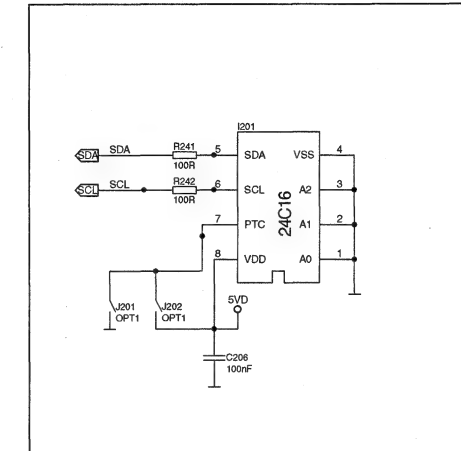 I201
SDA SDA R241 5 SDA VSS 4
100R
SCL SCL R242 6 SCL A2 3
100R
24C16
7 PTC A1 2
8 VDD A0 1
J201 J202 5VD
OPT1 OPT1
C206
100nF